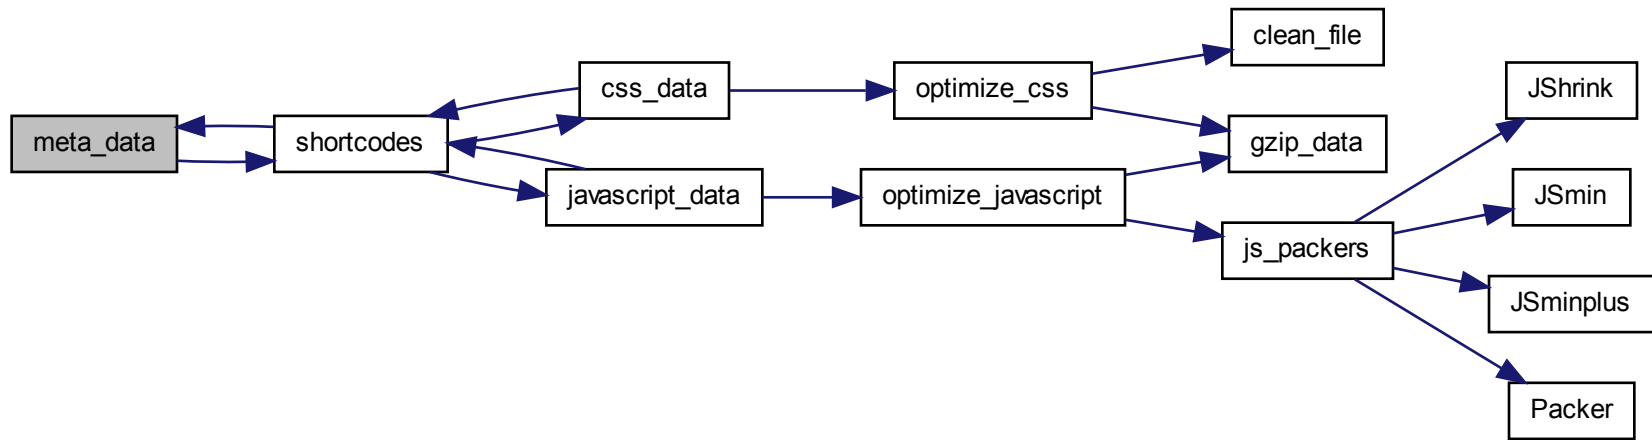 meta_data
shortcodes
css_data
javascript_data
optimize_css
optimize_javascript
clean_file
gzip_data
js_packers
JShrink
JSmin
JSminplus
Packer